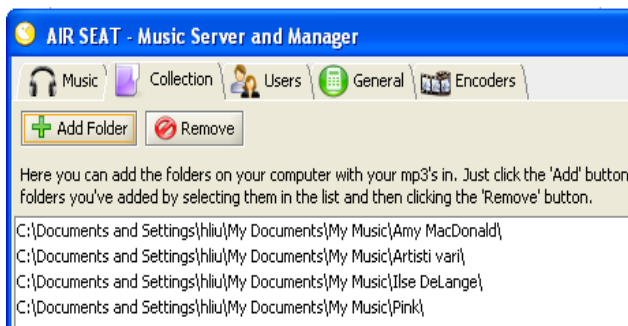 AIR SEAT - Music Server and Manager
Music Collection Users General Encoders
Add Folder Remove
Here you can add the folders on your computer with your mp3's in. Just click the 'Add' button
folders you've added by selecting them in the list and then clicking the 'Remove' button.
C:\Documents and Settings\hliu\My Documents\My Music\Amy MacDonald\
C:\Documents and Settings\hliu\My Documents\My Music\Artisti vari\
C:\Documents and Settings\hliu\My Documents\My Music\Ilse DeLange\
C:\Documents and Settings\hliu\My Documents\My Music\Pink\